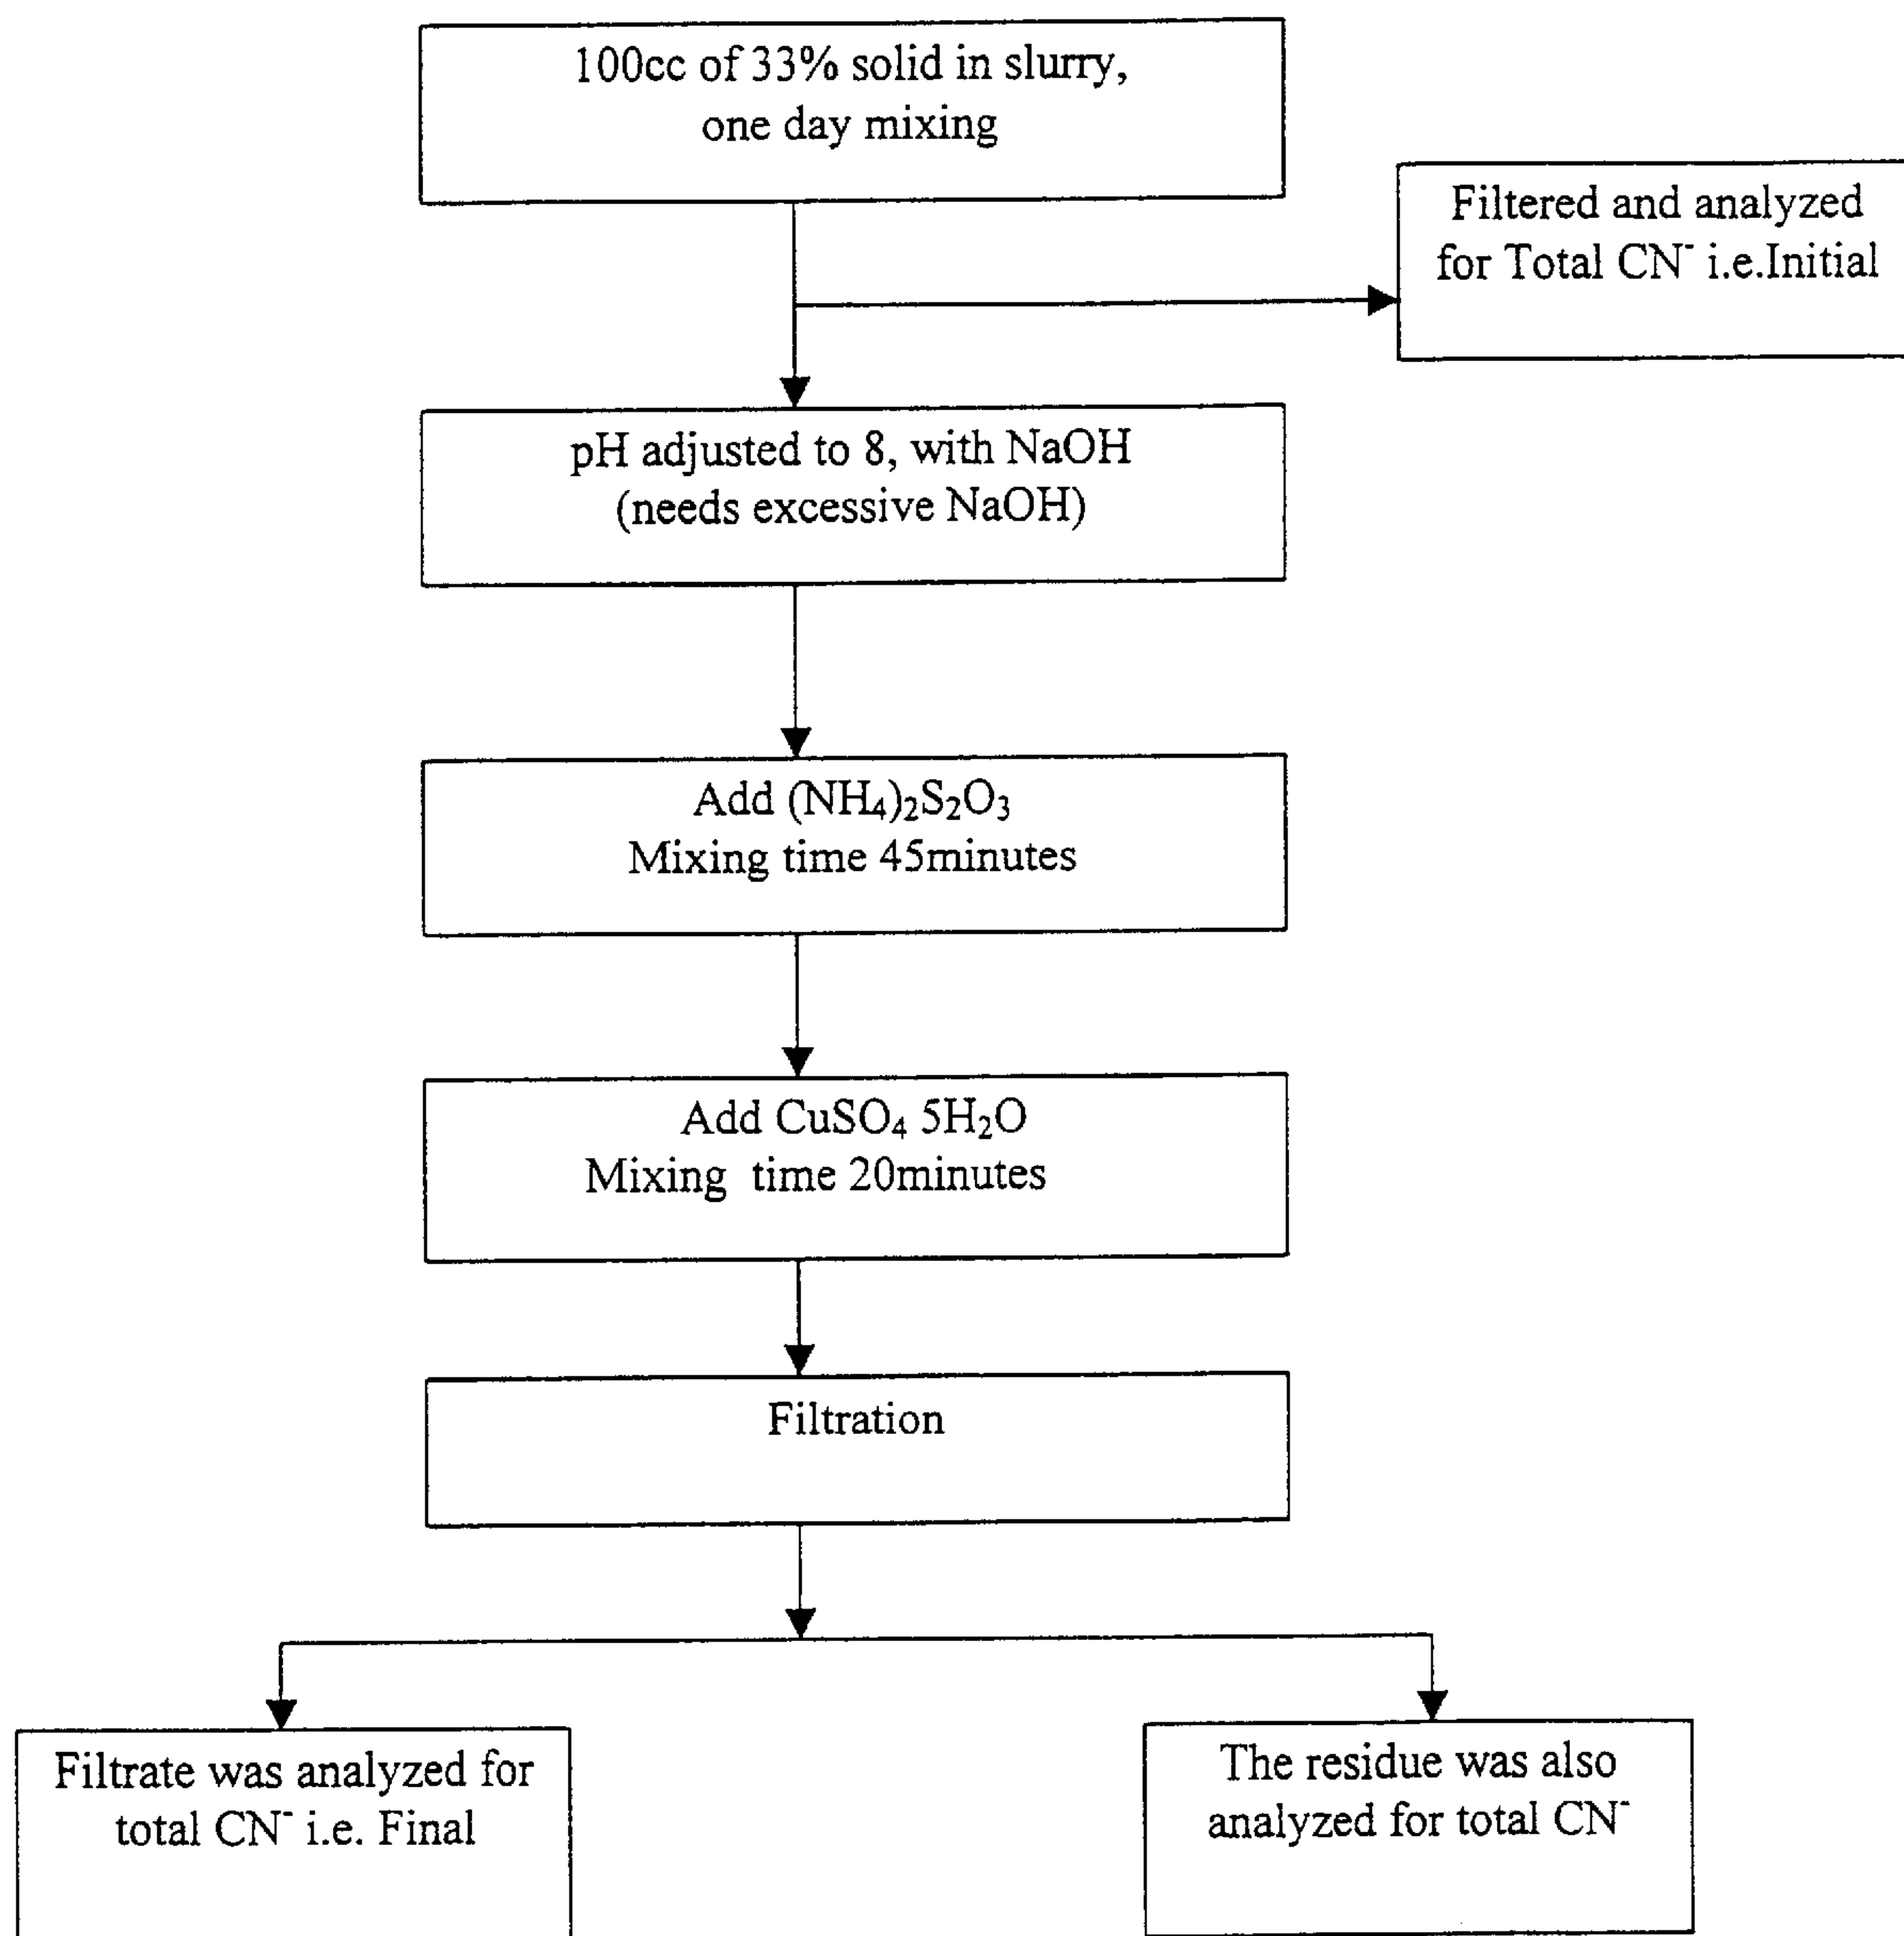 100cc of 33% solid in slurry,
one day mixing
Filtered and analyzed
for Total CN⁻ i.e.Initial
pH adjusted to 8, with NaOH
(needs excessive NaOH)
Add (NH₄)₂S₂O₃
Mixing time 45minutes
Add CuSO₄ 5H₂O
Mixing time 20minutes
Filtration
Filtrate was analyzed for
total CN⁻ i.e. Final
The residue was also
analyzed for total CN⁻